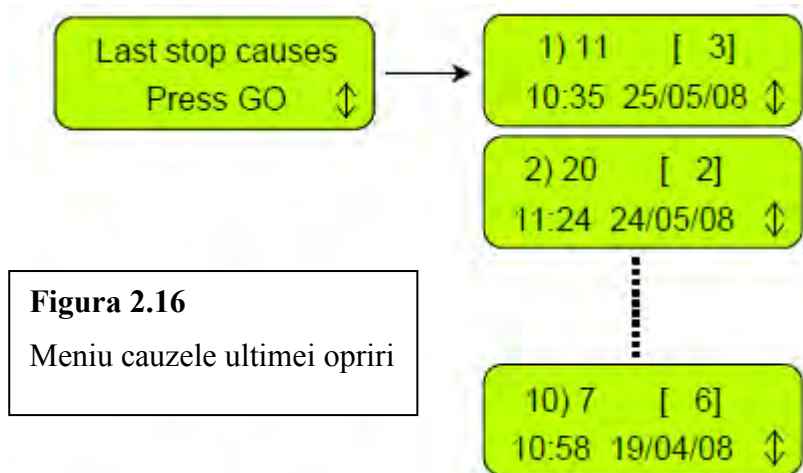 Last stop causes
Press GO ↕
1) 11 [ 3]
10:35 25/05/08 ↕
2) 20 [ 2]
11:24 24/05/08 ↕
10) 7 [ 6]
10:58 19/04/08 ↕
Figura 2.16
Meniu cauzele ultimei opriri